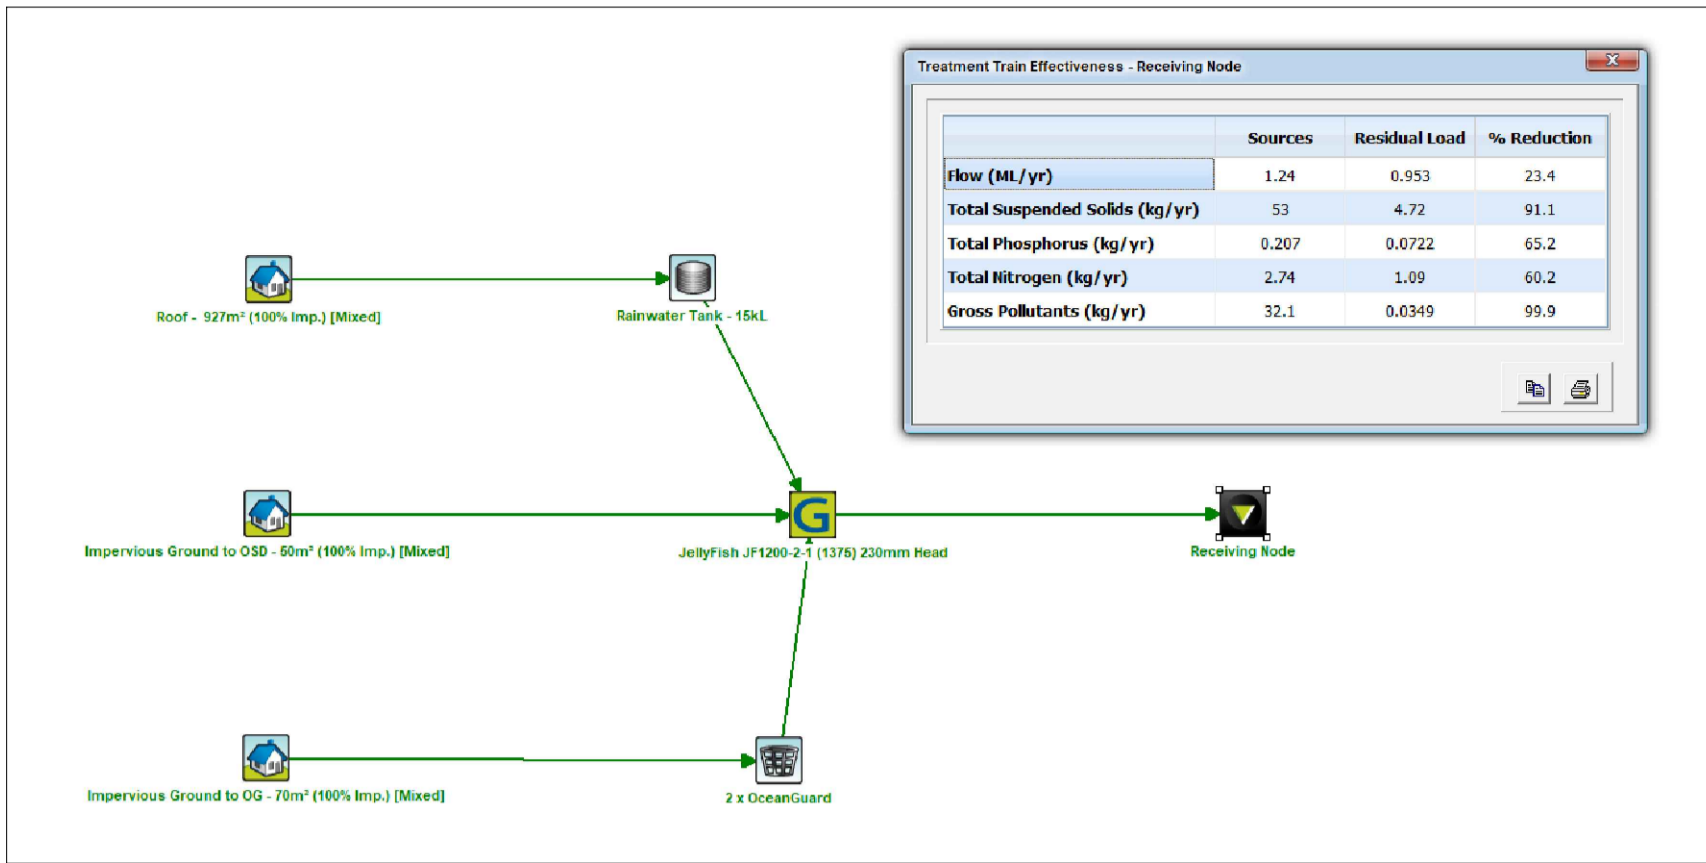 Treatment Train Effectiveness - Receiving Node
Sources Residual Load % Reduction
Flow (ML/yr) 1.24 0.953 23.4
Total Suspended Solids (kg/yr) 53 4.72 91.1
Total Phosphorus (kg/yr) 0.207 0.0722 65.2
Total Nitrogen (kg/yr) 2.74 1.09 60.2
Gross Pollutants (kg/yr) 32.1 0.0349 99.9
Roof - 927m² (100% Imp.) [Mixed]
Rainwater Tank - 15kL
G
Impervious Ground to OSD - 50m² (100% Imp.) [Mixed]
JellyFish JF1200-2-1 (1375) 230mm Head
Receiving Node
Impervious Ground to OG - 70m² (100% Imp.) [Mixed]
2 x OceanGuard